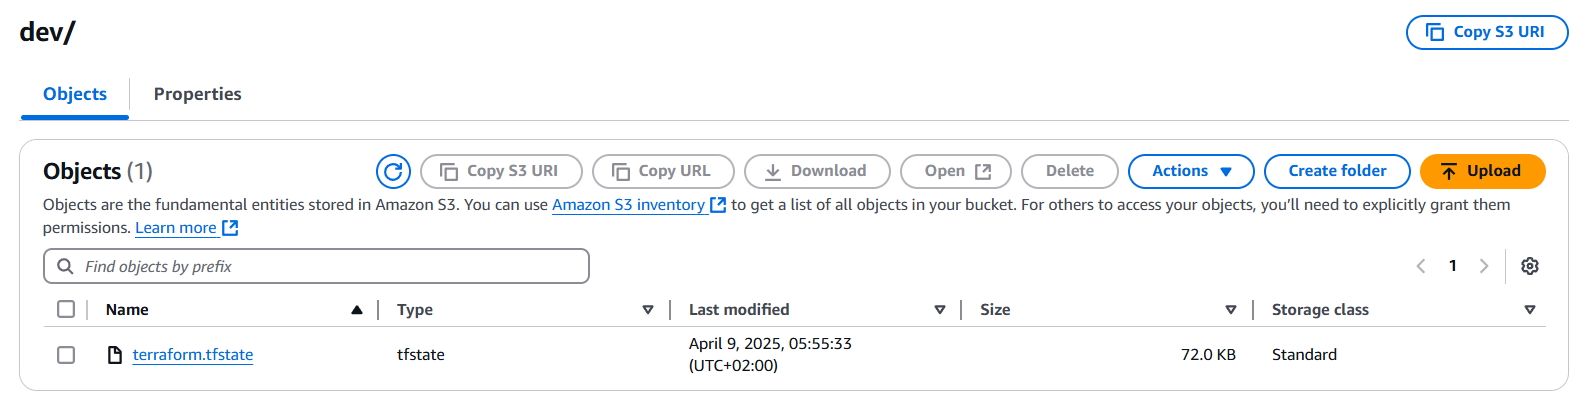 dev/
Copy S3 URI
Objects
Properties
Objects (1)
Copy S3 URI
Copy URL
Download
Open
Delete
Actions
Create folder
Upload
Objects are the fundamental entities stored in Amazon S3. You can use Amazon S3 inventory to get a list of all objects in your bucket. For others to access your objects, you'll need to explicitly grant them
permissions. Learn more
Find objects by prefix
1
Name
Type
Last modified
Size
Storage class
terraform.tfstate
tfstate
April 9, 2025, 05:55:33
(UTC+02:00)
72.0 KB
Standard